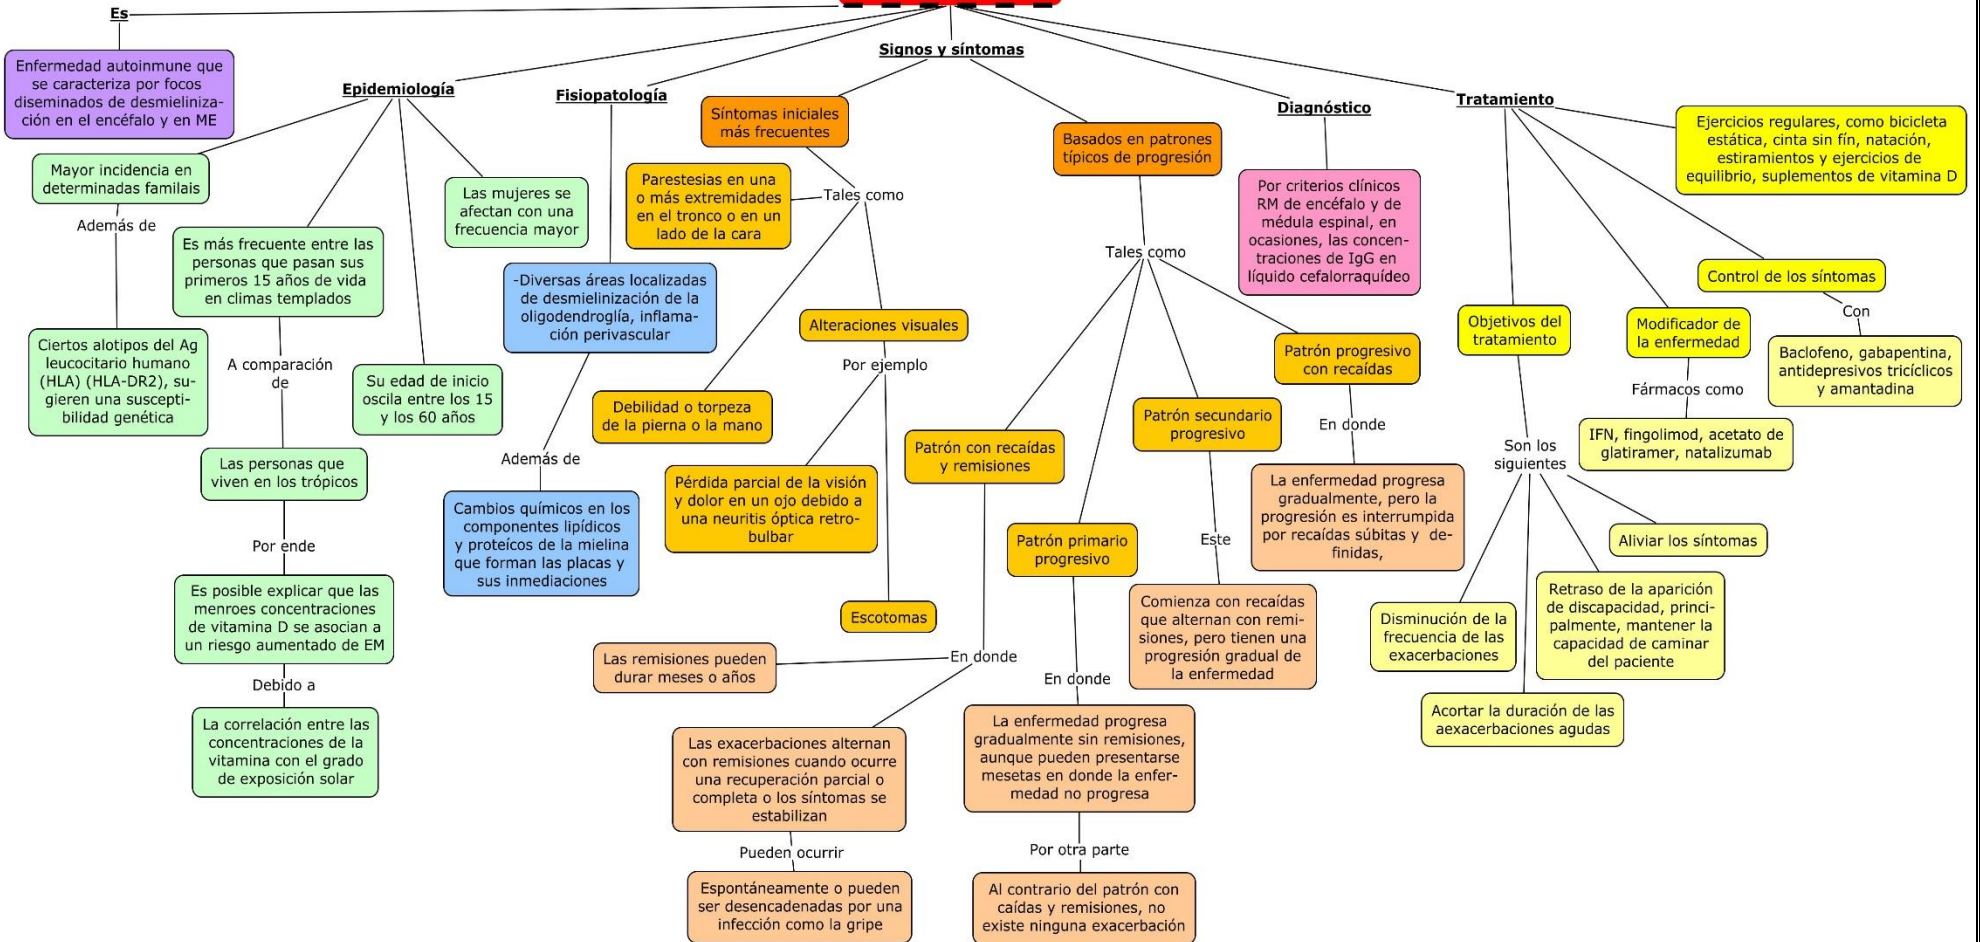 Es
Enfermedad autoinmune que
se caracteriza por focos
diseminados de desmieliniza-
ción en el encéfalo y en ME
Epidemiología
Mayor incidencia en
determinadas familais
Además de
Ciertos alotipos del Ag
leucocitario humano
(HLA) (HLA-DR2), su-
gieren una suscepti-
bilidad genética
Es más frecuente entre las
personas que pasan sus
primeros 15 años de vida
en climas templados
A comparación
de
Las personas que
viven en los trópicos
Por ende
Es posible explicar que las
menroes concentraciones
de vitamina D se asocian a
un riesgo aumentado de EM
Debido a
La correlación entre las
concentraciones de la
vitamina con el grado
de exposición solar
Su edad de inicio
oscila entre los 15
y los 60 años
Las mujeres se
afectan con una
frecuencia mayor
Fisiopatología
-Diversas áreas localizadas
de desmielinización de la
oligodendroglía, inflama-
ción perivascular
Además de
Cambios químicos en los
componentes lipídicos
y proteícos de la mielina
que forman las placas y
sus inmediaciones
Signos y síntomas
Síntomas iniciales
más frecuentes
Tales como
Parestesias en una
o más extremidades
en el tronco o en un
lado de la cara
Debilidad o torpeza
de la pierna o la mano
Alteraciones visuales
Por ejemplo
Pérdida parcial de la visión
y dolor en un ojo debido a
una neuritis óptica retro-
bulbar
Escotomas
Basados en patrones
típicos de progresión
Tales como
Patrón con recaídas
y remisiones
En donde
Las remisiones pueden
durar meses o años
Las exacerbaciones alternan
con remisiones cuando ocurre
una recuperación parcial o
completa o los síntomas se
estabilizan
Pueden ocurrir
Espontáneamente o pueden
ser desencadenadas por una
infección como la gripe
Patrón primario
progresivo
En donde
La enfermedad progresa
gradualmente sin remisiones,
aunque pueden presentarse
mesetas en donde la enfer-
medad no progresa
Por otra parte
Al contrario del patrón con
caídas y remisiones, no
existe ninguna exacerbación
Patrón secundario
progresivo
Este
Comienza con recaídas
que alternan con remi-
siones, pero tienen una
progresión gradual de
la enfermedad
Patrón progresivo
con recaídas
En donde
La enfermedad progresa
gradualmente, pero la
progresión es interrumpida
por recaídas súbitas y de-
finidas,
Diagnóstico
Por criterios clínicos
RM de encéfalo y de
médula espinal, en
ocasiones, las concen-
traciones de IgG en
líquido cefalorraquídeo
Tratamiento
Ejercicios regulares, como bicicleta
estática, cinta sin fín, natación,
estiramientos y ejercicios de
equilibrio, suplementos de vitamina D
Control de los síntomas
Con
Baclofeno, gabapentina,
antidepresivos tricíclicos
y amantadina
Modificador de
la enfermedad
Fármacos como
IFN, fingolimod, acetato de
glatiramer, natalizumab
Objetivos del
tratamiento
Son los
siguientes
Aliviar los síntomas
Retraso de la aparición
de discapacidad, princi-
palmente, mantener la
capacidad de caminar
del paciente
Disminución de la
frecuencia de las
exacerbaciones
Acortar la duración de las
aexacerbaciones agudas